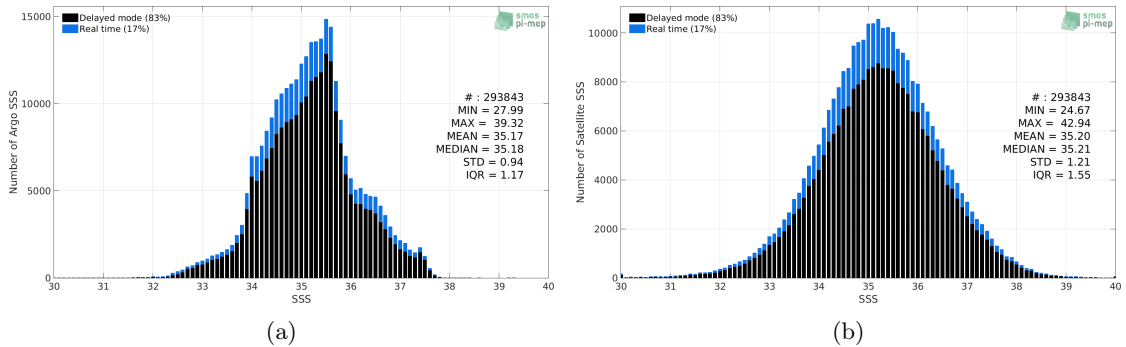 Delayed mode (83%)
Real time (17%)
smos
pi-mep
# : 293843
MIN = 27.99
MAX = 39.32
MEAN = 35.17
MEDIAN = 35.18
STD = 0.94
IQR = 1.17
Number of Argo SSS
15000
10000
5000
0
30 31 32 33 34 35 36 37 38 39 40
SSS
(a)
Delayed mode (83%)
Real time (17%)
smos
pi-mep
# : 293843
MIN = 24.67
MAX = 42.94
MEAN = 35.20
MEDIAN = 35.21
STD = 1.21
IQR = 1.55
Number of Satellite SSS
10000
8000
6000
4000
2000
0
30 31 32 33 34 35 36 37 38 39 40
SSS
(b)